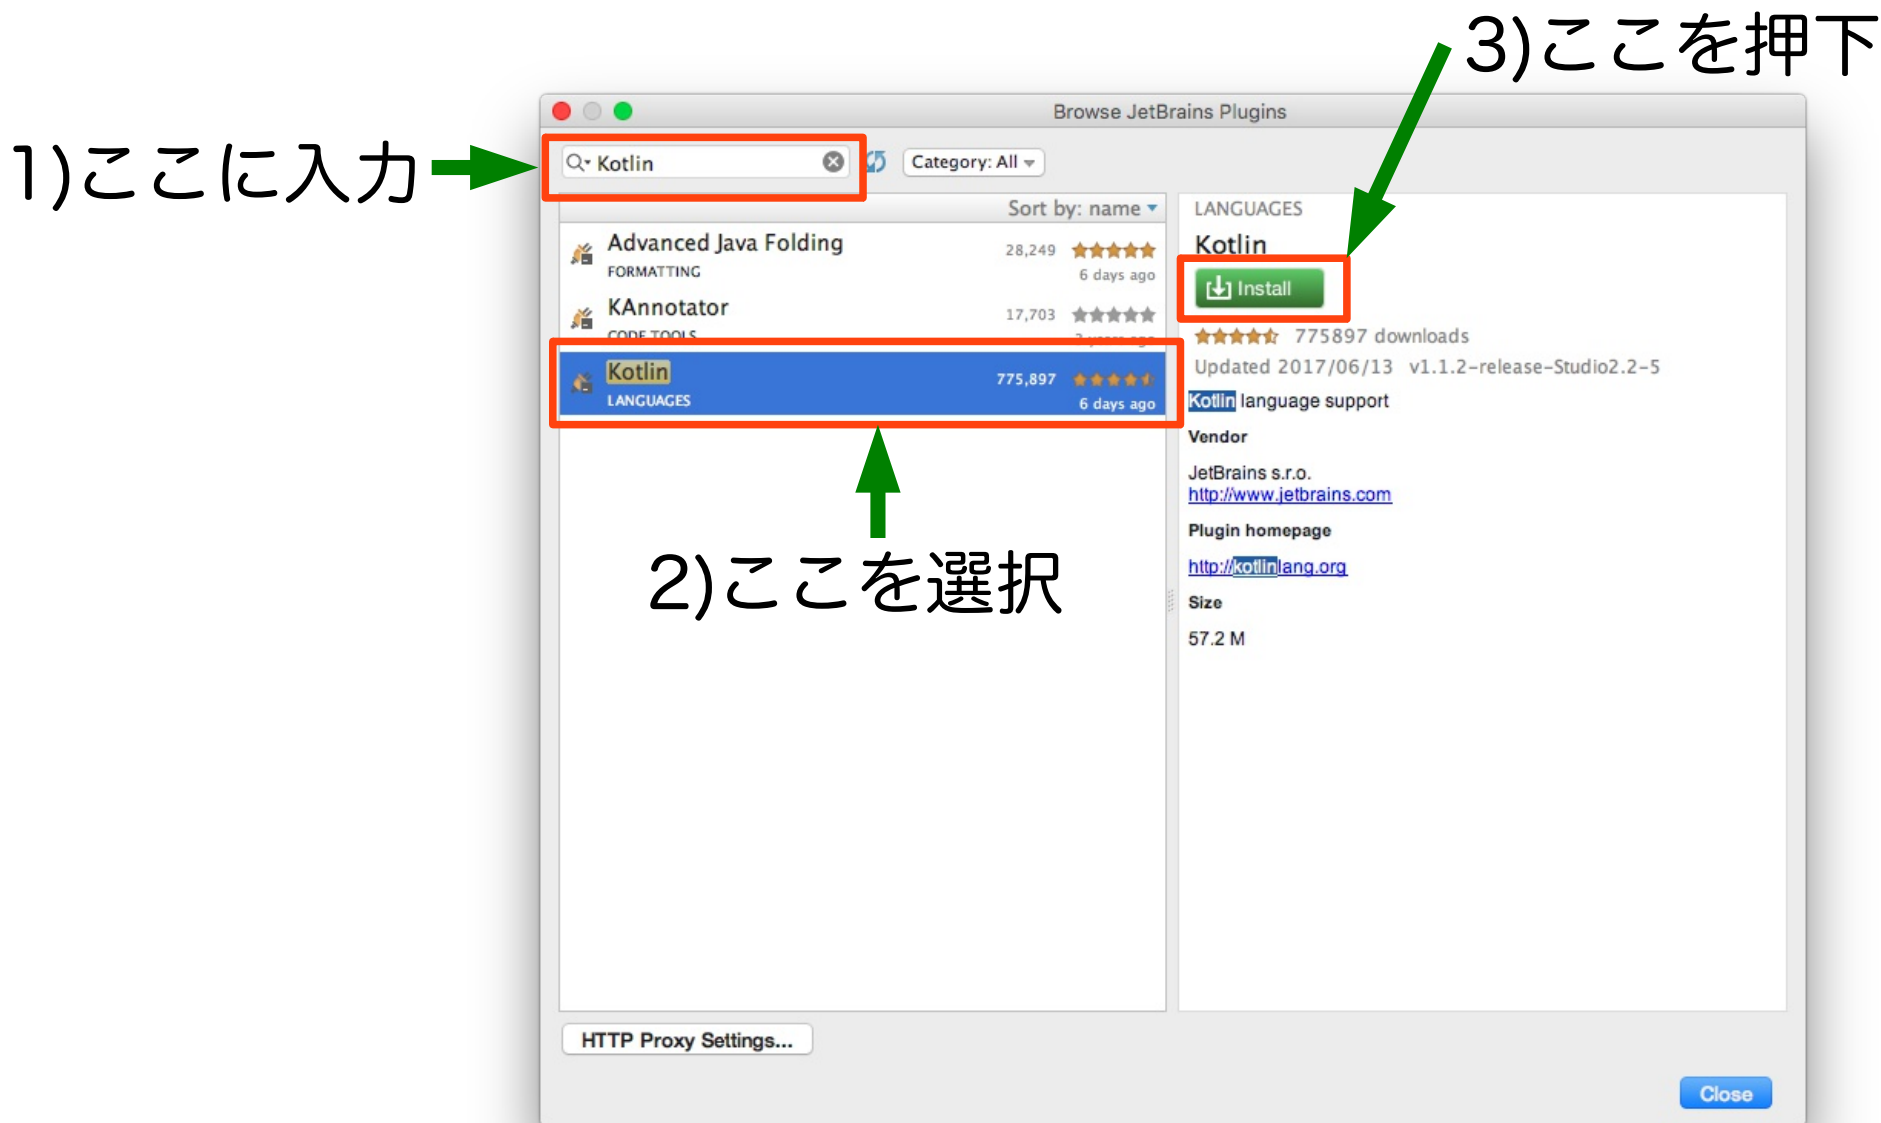 3)ここを押下
Browse JetBrains Plugins
1)ここに入力
Kotlin
Category: All
Sort by: name
Advanced Java Folding
28,249
FORMATTING
6 days ago
KAnnotator
17,703
CODE TOOLS
Kotlin
775,897
LANGUAGES
6 days ago
2)ここを選択
LANGUAGES
Kotlin
Install
775897 downloads
Updated 2017/06/13 v1.1.2-release-Studio2.2-5
Kotlin language support
Vendor
JetBrains s.r.o.
http://www.jetbrains.com
Plugin homepage
http://kotlinlang.org
Size
57.2 M
HTTP Proxy Settings...
Close